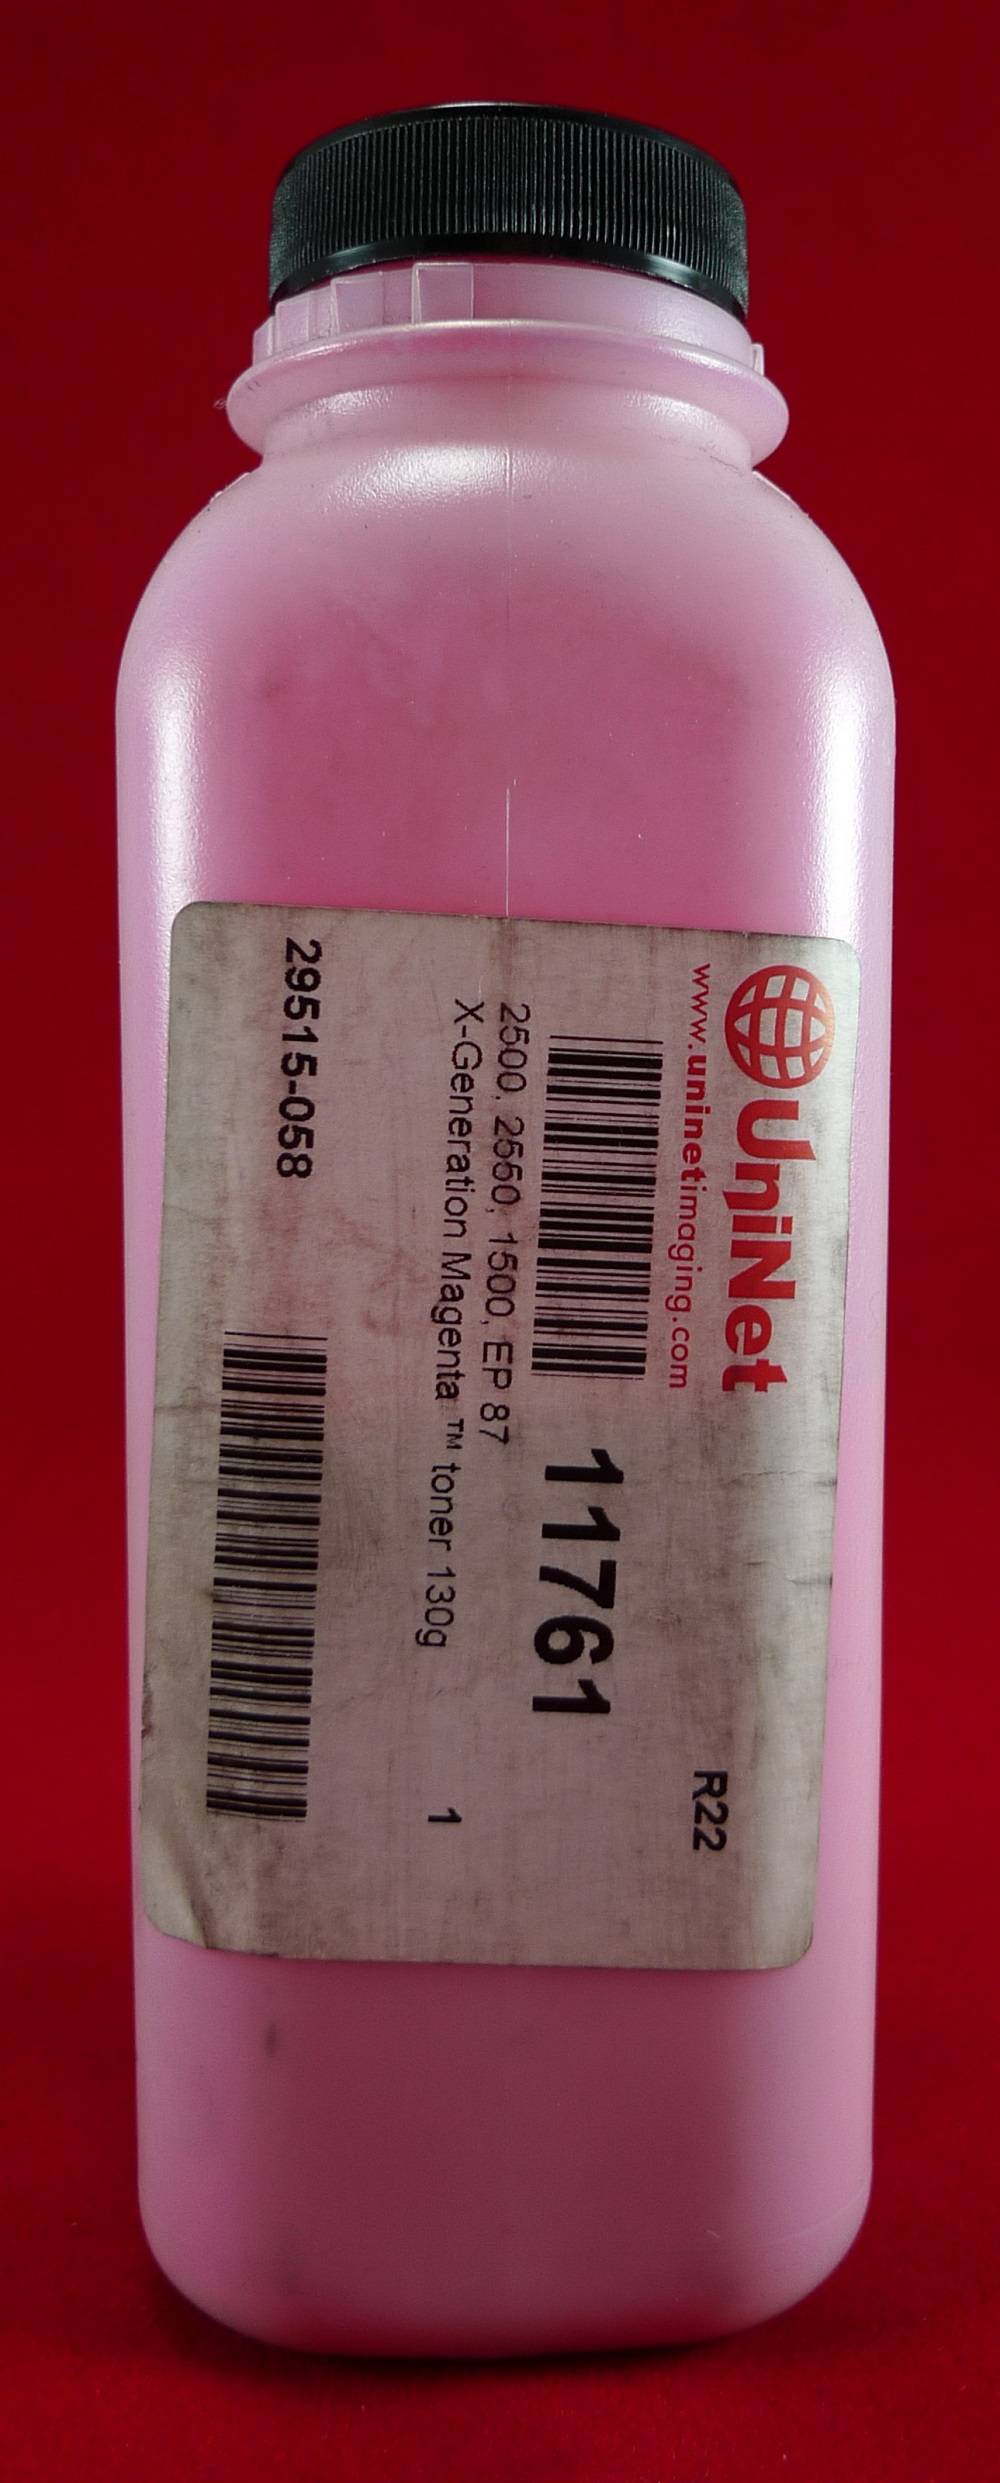 UniNet
www.uninetimaging.com
R22
11761
2500, 2550, 1500, EP 87
X-Generation Magenta ™ toner 130g
1
29515-058